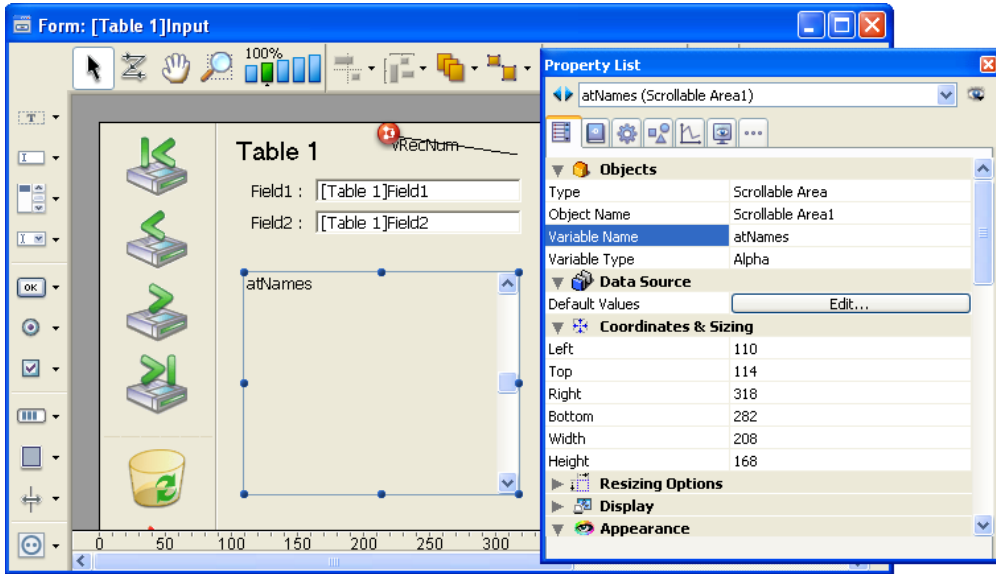 Form: [Table 1]Input
100%
Property List
atNames (Scrollable Area1)
T
Table 1
vRecNum
Field1 : [Table 1]Field1
Field2 : [Table 1]Field2
atNames
OK
Objects
Type Scrollable Area
Object Name Scrollable Area1
Variable Name atNames
Variable Type Alpha
Data Source
Default Values Edit...
Coordinates & Sizing
Left 110
Top 114
Right 318
Bottom 282
Width 208
Height 168
Resizing Options
Display
Appearance
0 50 100 150 200 250 300